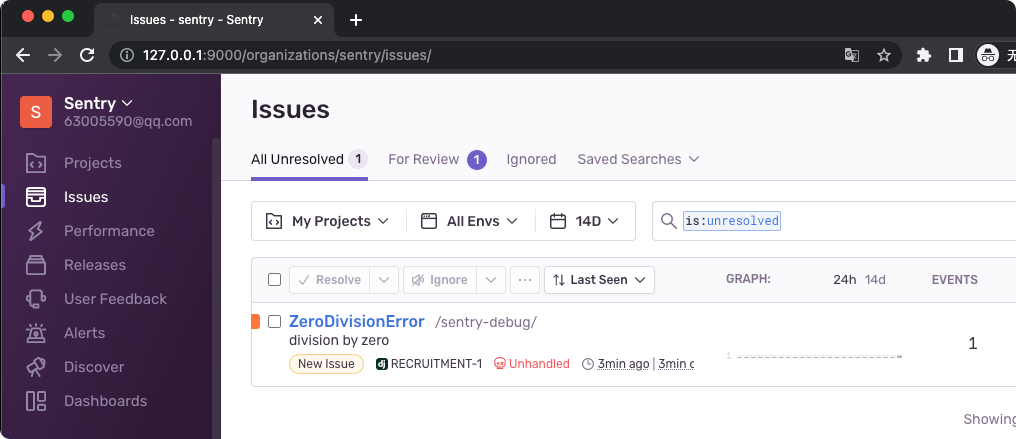 Issues - sentry - Sentry
127.0.0.1:9000/organizations/sentry/issues/
无
S
Sentry
63005590@qq.com
Projects
Issues
Performance
Releases
User Feedback
Alerts
Discover
Dashboards
Issues
All Unresolved 1
For Review 1
Ignored
Saved Searches
My Projects
All Envs
14D
is:unresolved
Resolve
Ignore
Last Seen
GRAPH:
24h 14d
EVENTS
ZeroDivisionError /sentry-debug/
division by zero
New Issue
dj RECRUITMENT-1
Unhandled
3min ago | 3min
1
1
Showing